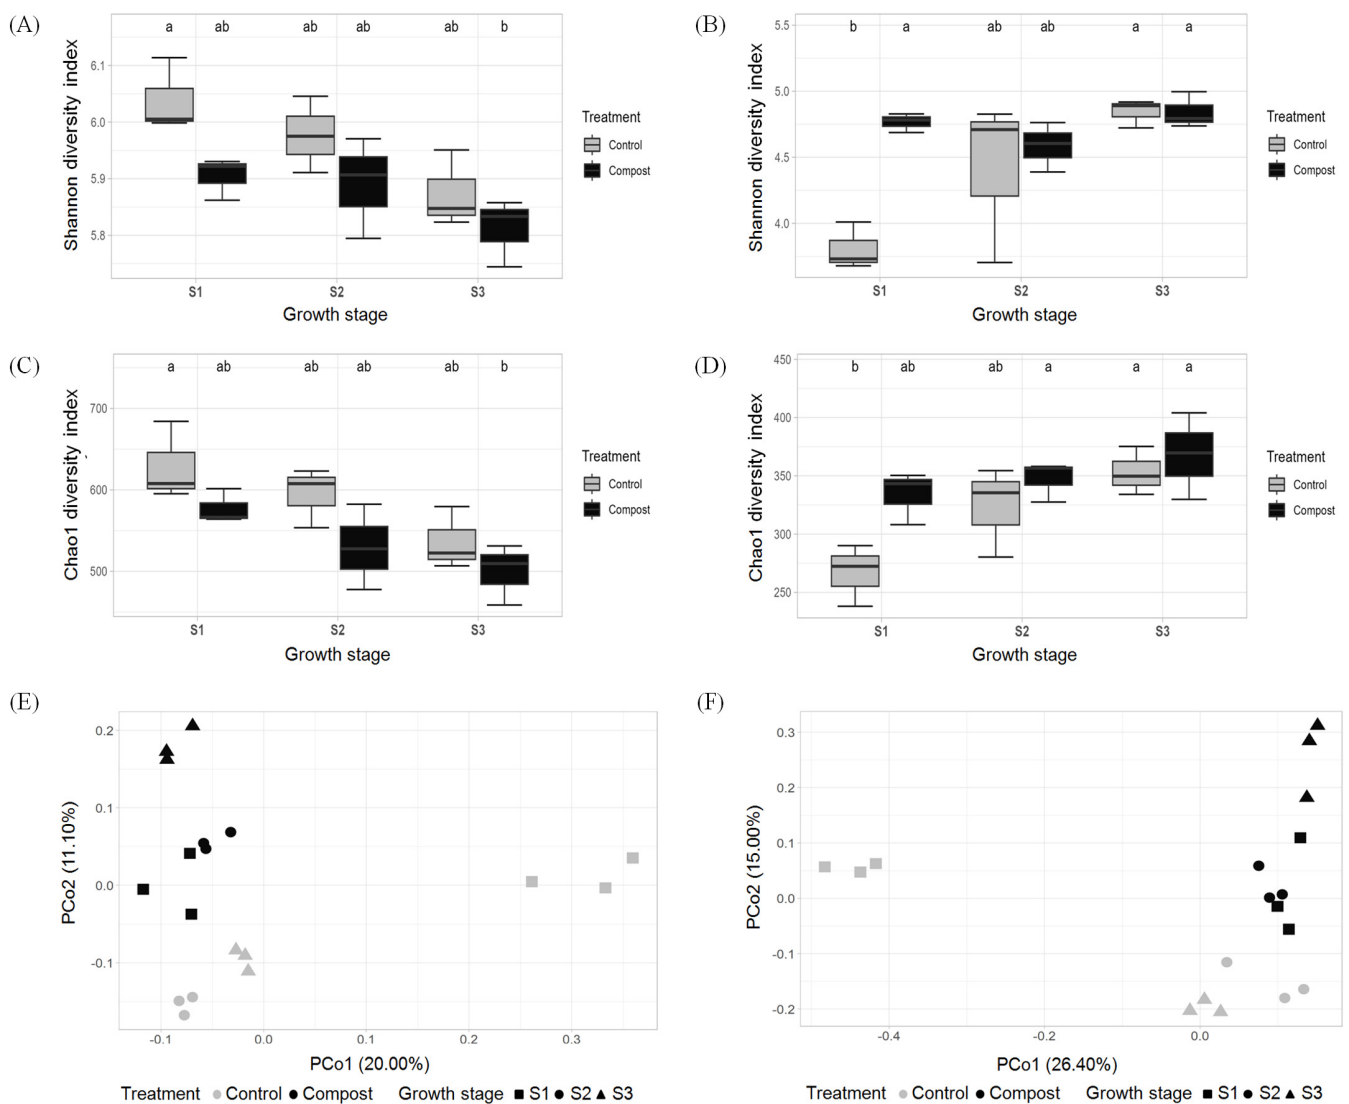 (A)
a ab ab ab ab b
Shannon diversity index
6.1
6.0
5.9
5.8
S1 S2 S3
Growth stage
Treatment
Control
Compost
(B)
b a ab ab a a
Shannon diversity index
5.5
5.0
4.5
4.0
S1 S2 S3
Growth stage
Treatment
Control
Compost
(C)
a ab ab ab ab b
Chao1 diversity index
700
600
500
S1 S2 S3
Growth stage
Treatment
Control
Compost
(D)
b ab ab a a a
Chao1 diversity index
450
400
350
300
250
S1 S2 S3
Growth stage
Treatment
Control
Compost
(E)
PCo2 (11.10%)
0.2
0.1
0.0
-0.1
-0.1 0.0 0.1 0.2 0.3
PCo1 (20.00%)
Treatment Control Compost Growth stage S1 S2 S3
(F)
PCo2 (15.00%)
0.3
0.2
0.1
0.0
-0.1
-0.2
-0.4 -0.2 0.0
PCo1 (26.40%)
Treatment Control Compost Growth stage S1 S2 S3